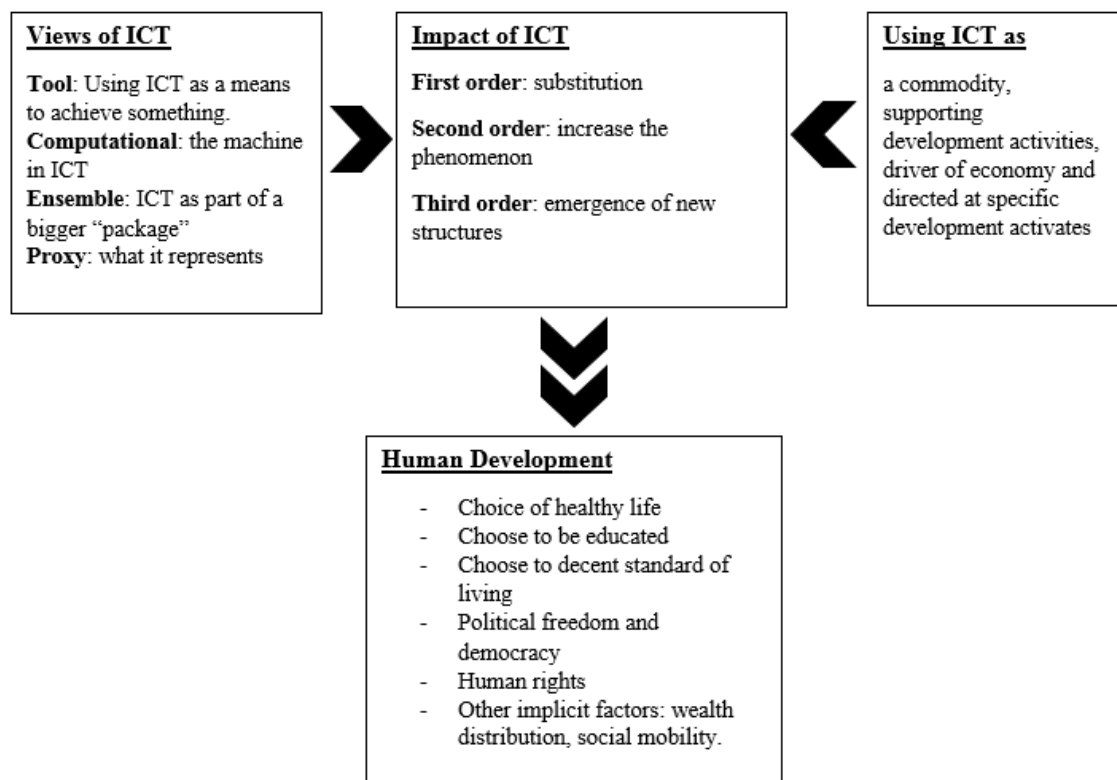 Views of ICT
Tool: Using ICT as a means
to achieve something.
Computational: the machine
in ICT
Ensemble: ICT as part of a
bigger “package”
Proxy: what it represents
Impact of ICT
First order: substitution
Second order: increase the
phenomenon
Third order: emergence of new
structures
Using ICT as
a commodity,
supporting
development activities,
driver of economy and
directed at specific
development activates
Human Development
- Choice of healthy life
- Choose to be educated
- Choose to decent standard of
living
- Political freedom and
democracy
- Human rights
- Other implicit factors: wealth
distribution, social mobility.